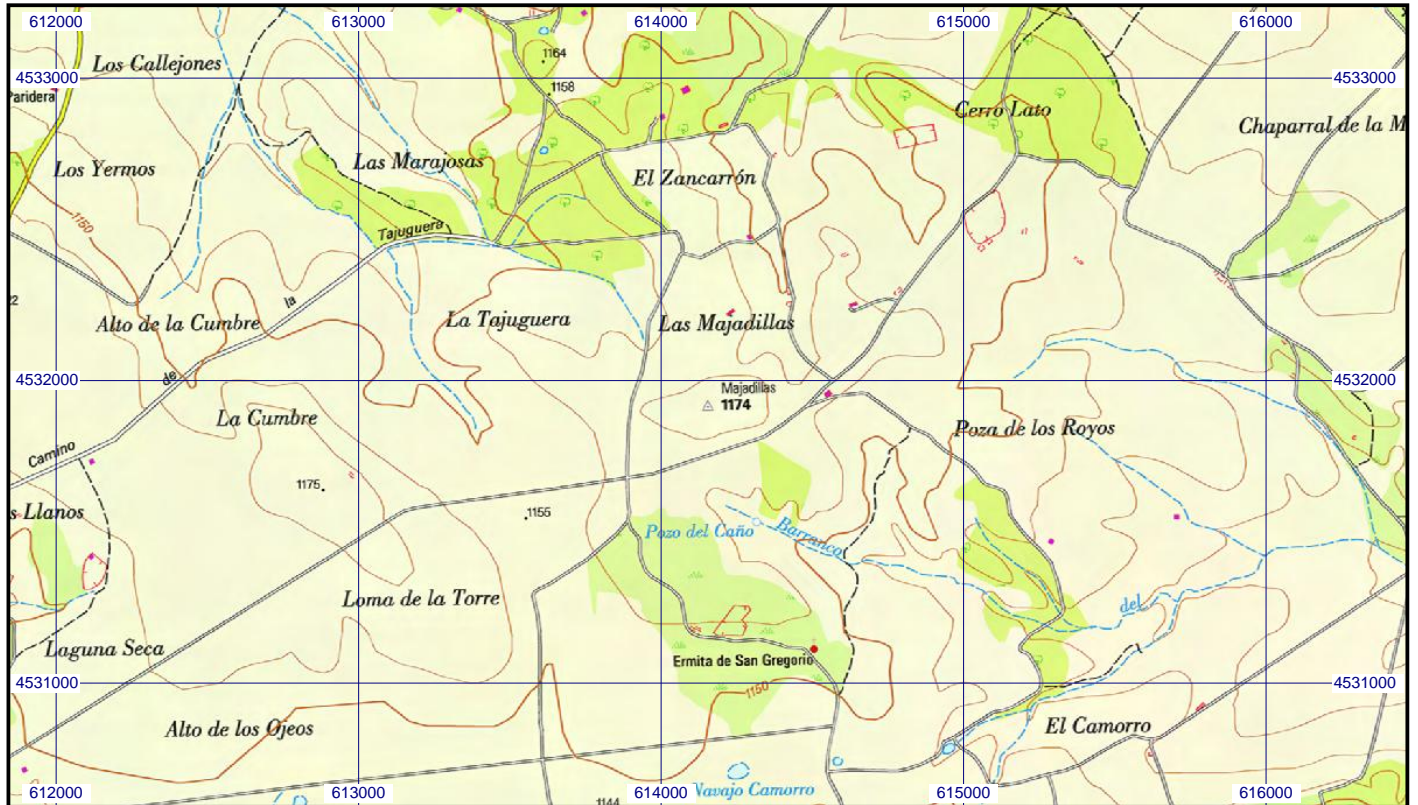 612000 613000 614000 615000 616000
1164
Los Callejones
4533000 4533000
Paridera
1158
Cerro Lato
Chaparral de la M
Las Marajosas
Los Yermos
El Zancarrón
1150
Tajuguera
la
La Tajuguera
Alto de la Cumbre
Las Majadillas
de
4532000 4532000
Majadillas
1174
La Cumbre
Poza de los Royos
Camino
1175
s Llanos
1155
Pozo del Caño
Barranco
Loma de la Torre
del
Laguna Seca
Ermita de San Gregorio
4531000 4531000
1150
Alto de los Ojeos
El Camorro
Navajo Camorro
1144
612000 613000 614000 615000 616000